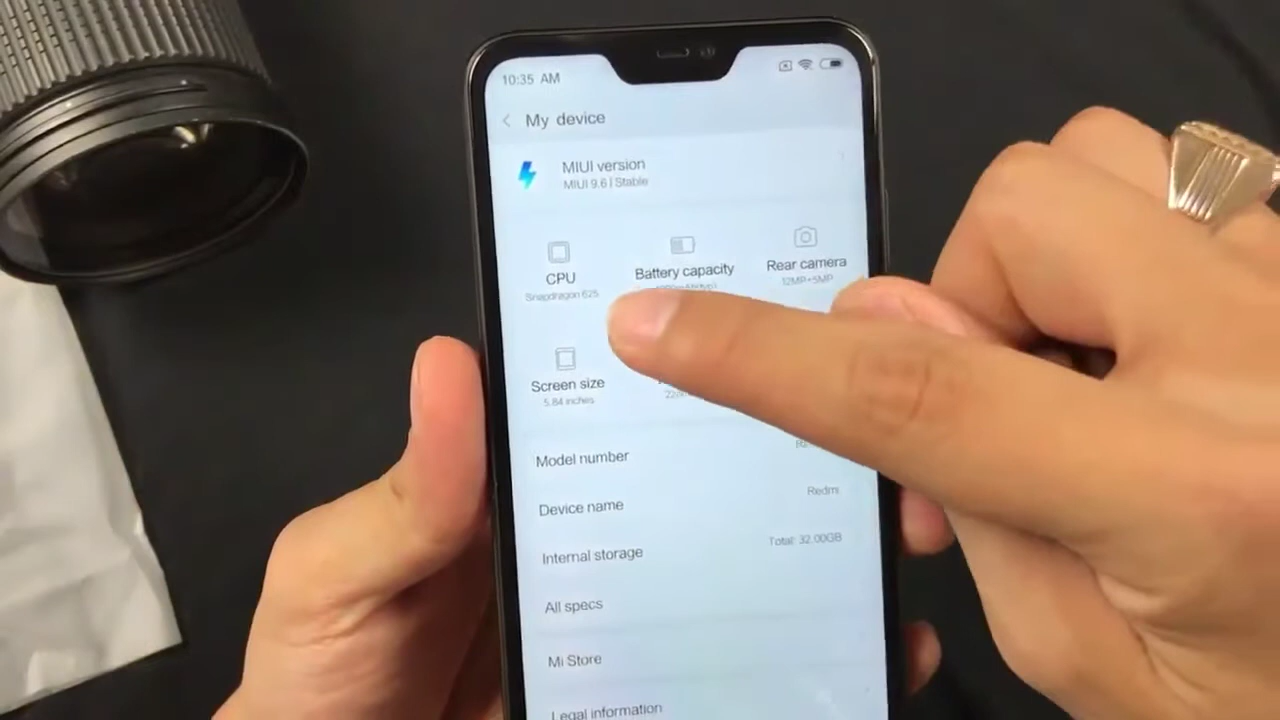 10:35 AM
My device
MIUI version
MIUI 9.6 | Stable
CPU
Snapdragon 625
Battery capacity
Rear camera
12MP+5MP
Screen size
5.84 inches
Model number
Device name
Redmi
Internal storage
Total: 32.00GB
All specs
Mi Store
Legal information